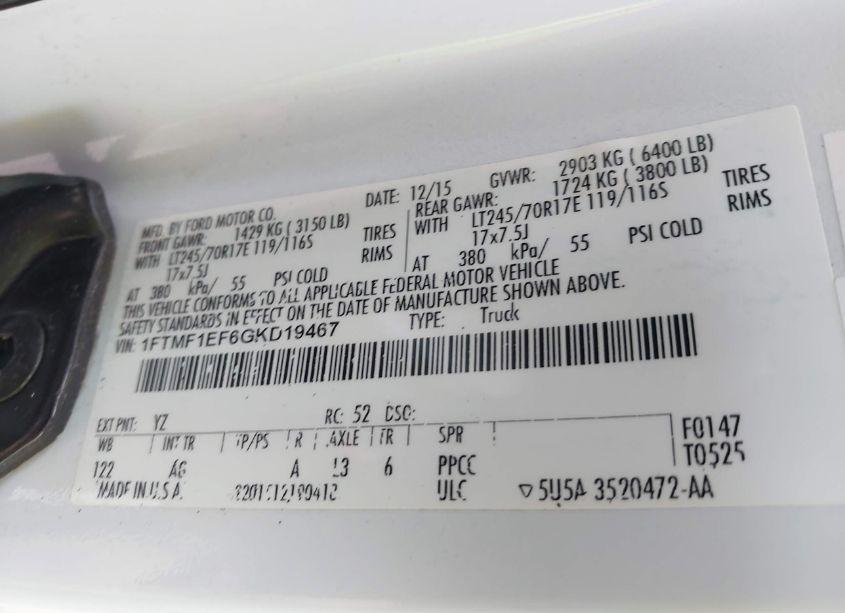 MFD. BY FORD MOTOR CO. DATE: 12/15 GVWR: 2903 KG ( 6400 LB)
FRONT GAWR: 1429 KG ( 3150 LB) REAR GAWR: 1724 KG ( 3800 LB)
WITH LT245/70R17E 119/116S TIRES WITH LT245/70R17E 119/116S TIRES
17x7.5J RIMS 17x7.5J RIMS
AT 380 kPa/ 55 PSI COLD AT 380 kPa/ 55 PSI COLD
THIS VEHICLE CONFORMS TO ALL APPLICABLE FEDERAL MOTOR VEHICLE
SAFETY STANDARDS IN EFFECT ON THE DATE OF MANUFACTURE SHOWN ABOVE.
VIN: 1FTMF1EF6GKD19467 TYPE: Truck
EXT PNT: YZ RC: 52 DSO: F0147
WB INT TR TP/PS R AXLE TR SPR T0525
122 AG A 6 PPCC
MADE IN U.S.A. ULC 5U5A 3520472-AA